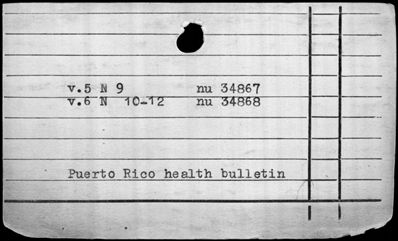 v.5 N 9 nu 34867
v.6 N 10-12 nu 34868
Puerto Rico health bulletin